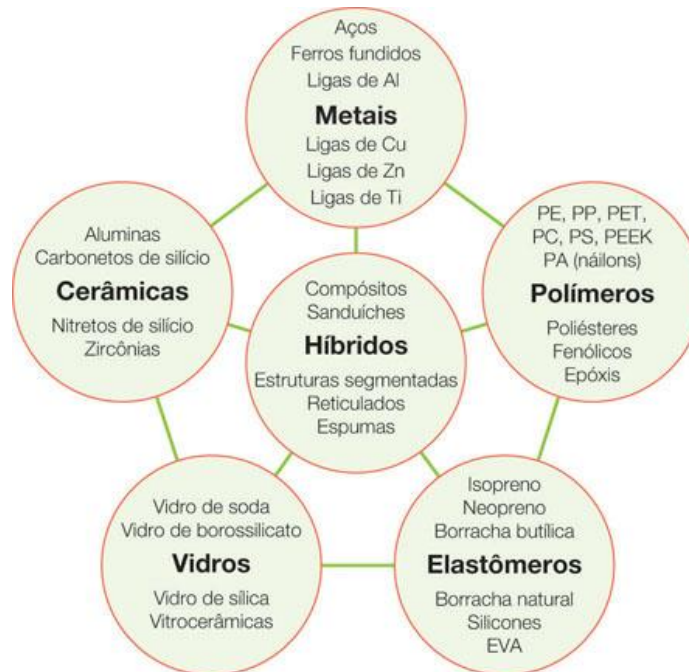 Aços
Ferros fundidos
Ligas de Al
Metais
Ligas de Cu
Ligas de Zn
Ligas de Ti
Aluminas
Carbonetos de silício
Cerâmicas
Nitretos de silício
Zircônias
PE, PP, PET,
PC, PS, PEEK
PA (náilons)
Polímeros
Poliésteres
Fenólicos
Epóxis
Compósitos
Sanduíches
Híbridos
Estruturas segmentadas
Reticulados
Espumas
Vidro de soda
Vidro de borossilicato
Vidros
Vidro de sílica
Vitrocerâmicas
Isopreno
Neopreno
Borracha butílica
Elastômeros
Borracha natural
Silicones
EVA